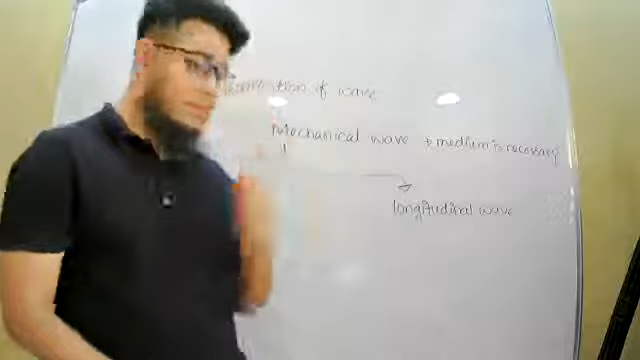 of wave
Mechanical wave → medium is necessary
longitudinal wave